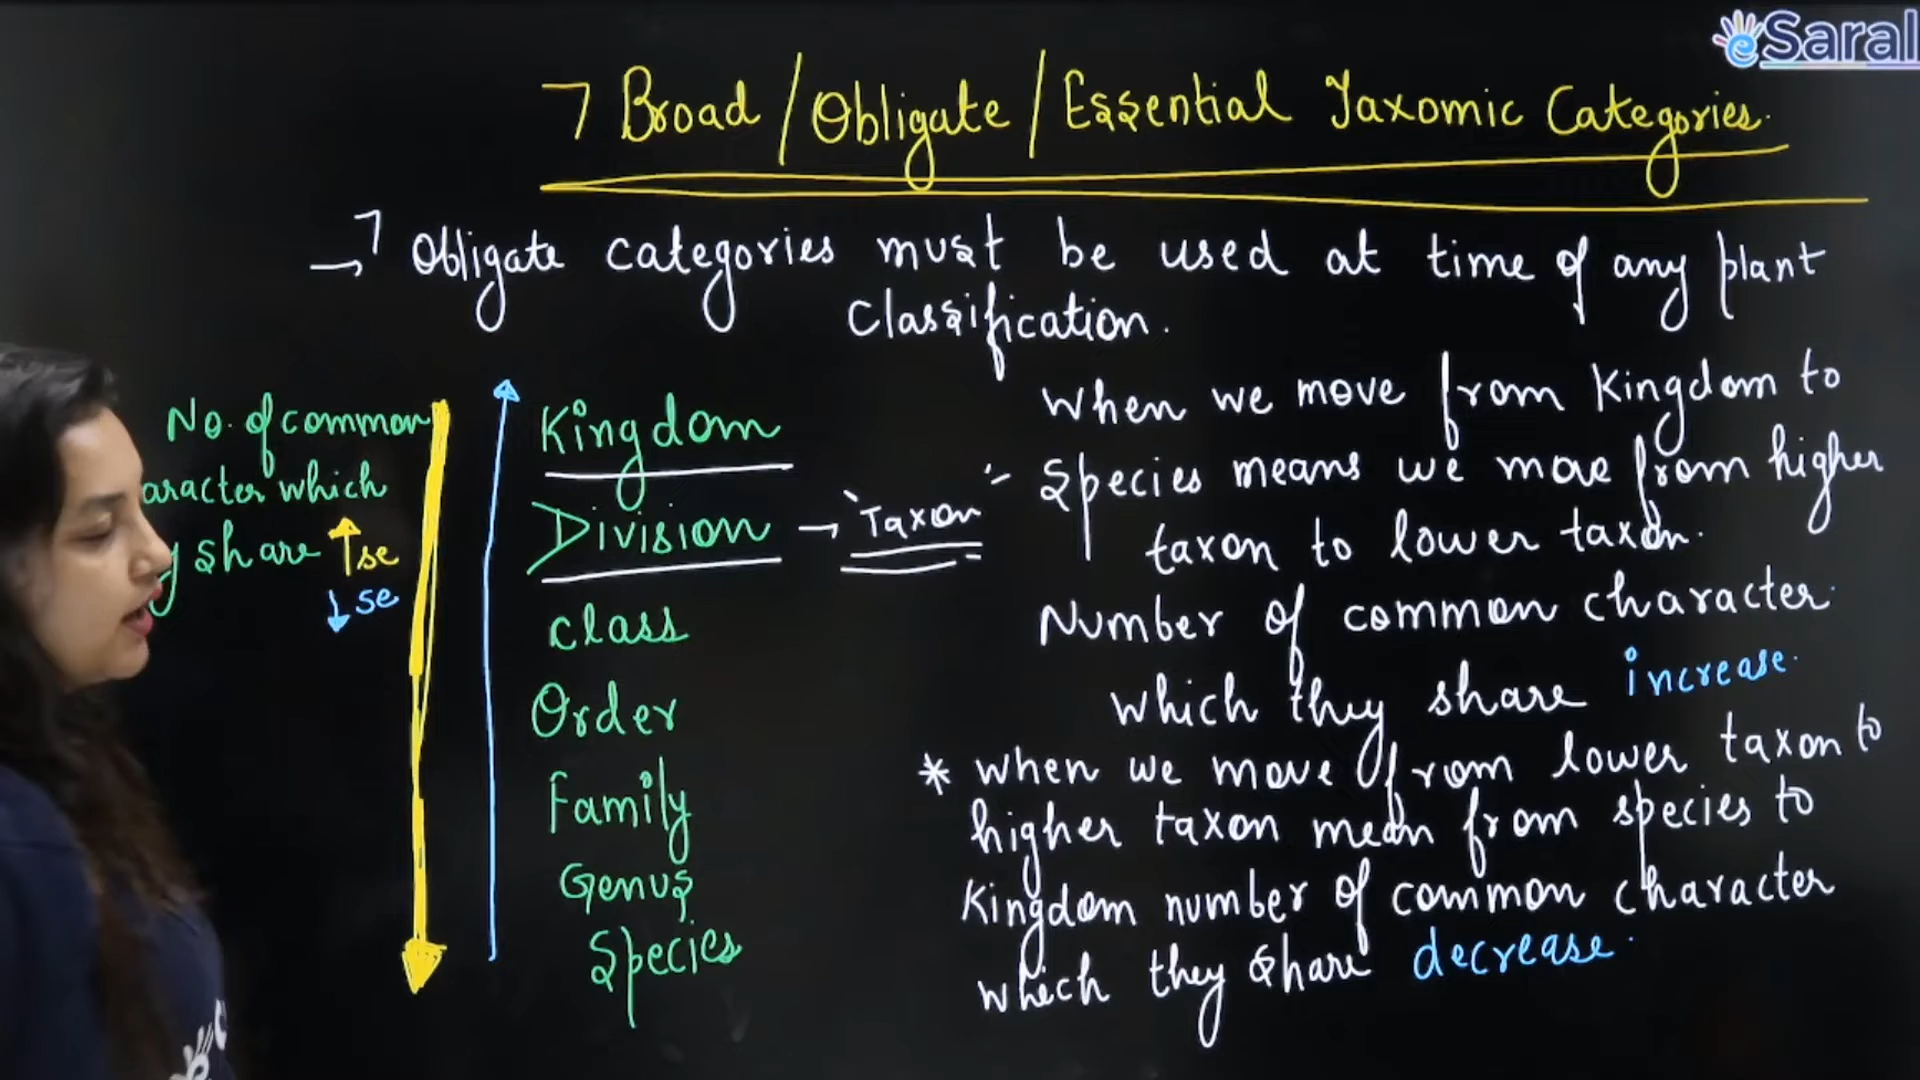 eSaral
7 Broad / Obligate / Essential Taxomic Categories.
→ 7 Obligate categories must be used at time of any plant
classification.
No. of common
aracter which
y share ↑se
↓se
Kingdom
Division → 'Taxon'
class
Order
Family
Genus
Species
When we move from Kingdom to
Species means we move from higher
taxon to lower taxon.
Number of common character
which they share increase.
* when we move from lower taxon to
higher taxon mean from species to
Kingdom number of common character
which they share decrease.